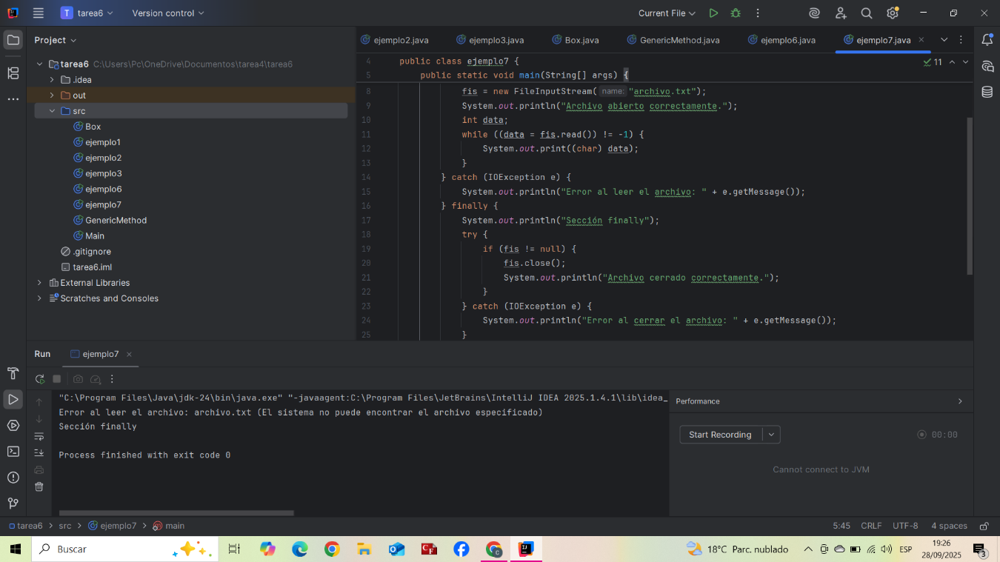 T tarea6 Version control Current File
Project
ejemplo2.java ejemplo3.java Box.java GenericMethod.java ejemplo6.java ejemplo7.java
tarea6 C:\Users\Pc\OneDrive\Documentos\tarea4\tarea6
.idea
out
src
Box
ejemplo1
ejemplo2
ejemplo3
ejemplo6
ejemplo7
GenericMethod
Main
.gitignore
tarea6.iml
External Libraries
Scratches and Consoles
11
4 public class ejemplo7 {
5 public static void main(String[] args) {
8 fis = new FileInputStream( name: "archivo.txt");
9 System.out.println("Archivo abierto correctamente.");
10 int data;
11 while ((data = fis.read()) != -1) {
12 System.out.print((char) data);
13 }
14 } catch (IOException e) {
15 System.out.println("Error al leer el archivo: " + e.getMessage());
16 } finally {
17 System.out.println("Sección finally");
18 try {
19 if (fis != null) {
20 fis.close();
21 System.out.println("Archivo cerrado correctamente.");
22 }
23 } catch (IOException e) {
24 System.out.println("Error al cerrar el archivo: " + e.getMessage());
25 }
Run ejemplo7
"C:\Program Files\Java\jdk-24\bin\java.exe" "-javaagent:C:\Program Files\JetBrains\IntelliJ IDEA 2025.1.4.1\lib\idea_
Error al leer el archivo: archivo.txt (El sistema no puede encontrar el archivo especificado)
Sección finally
Process finished with exit code 0
Performance
Start Recording 00:00
Cannot connect to JVM
tarea6 > src > ejemplo7 > main 5:45 CRLF UTF-8 4 spaces
Buscar
18°C Parc. nublado
ESP
19:26
28/09/2025
3